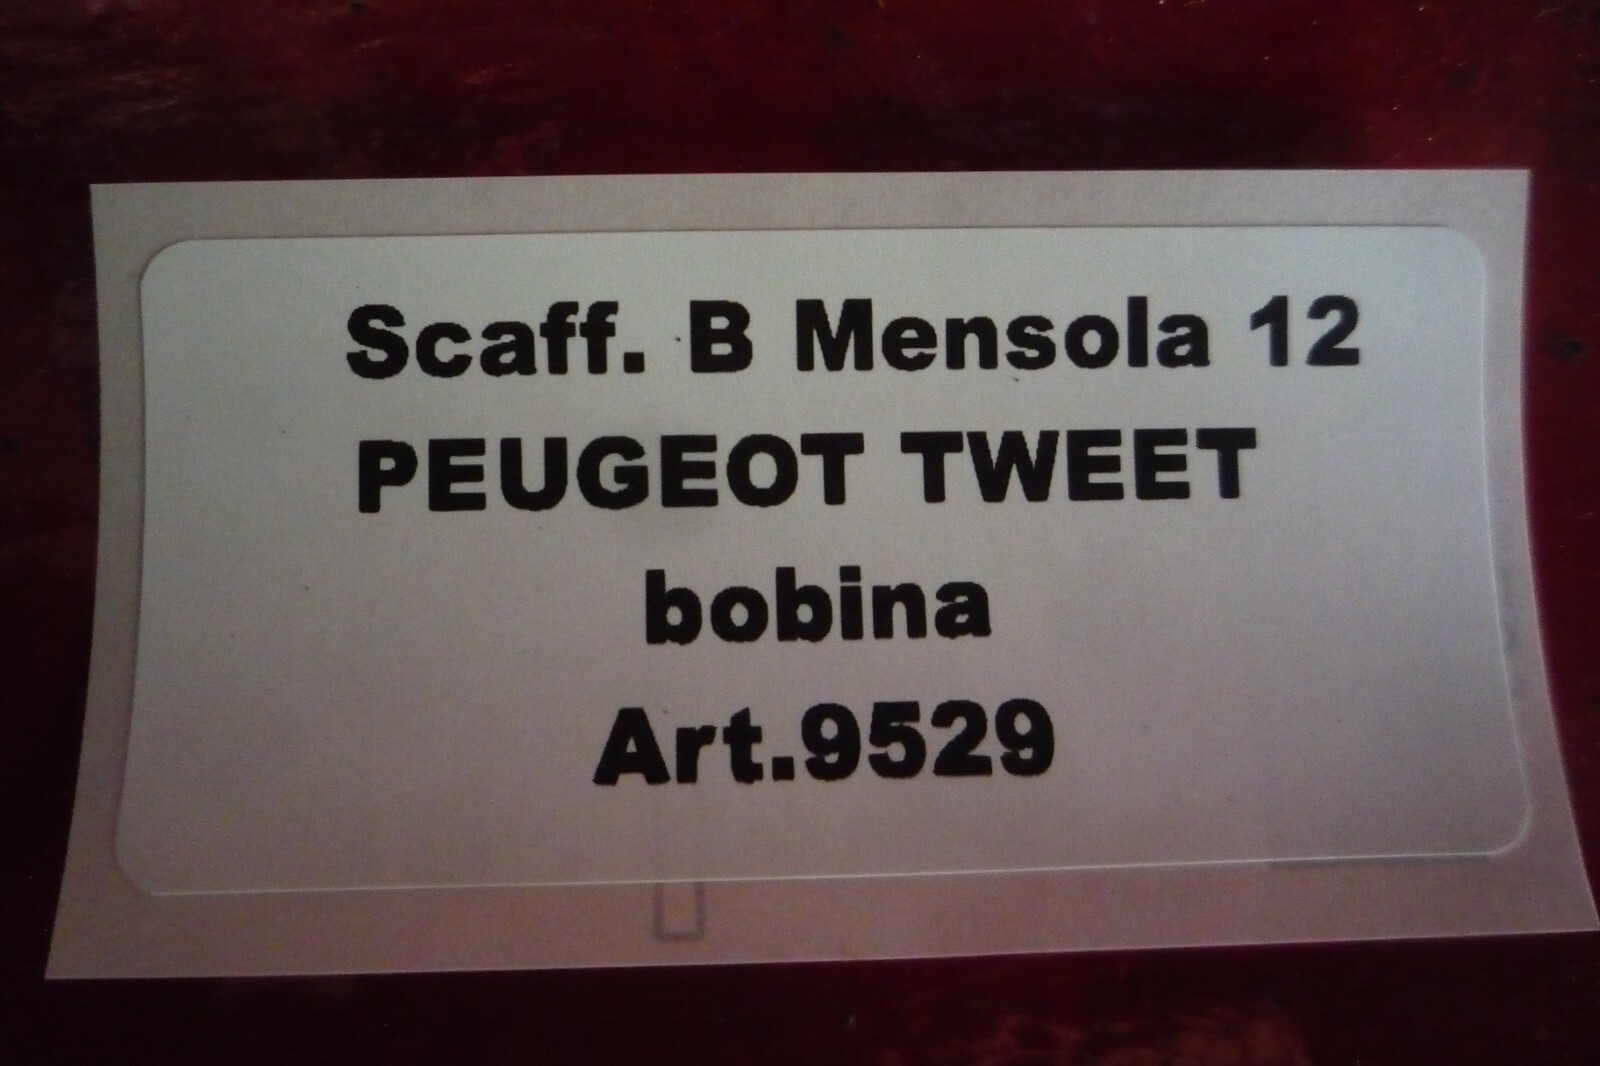 Scaff. B Mensola 12
PEUGEOT TWEET
bobina
Art.9529